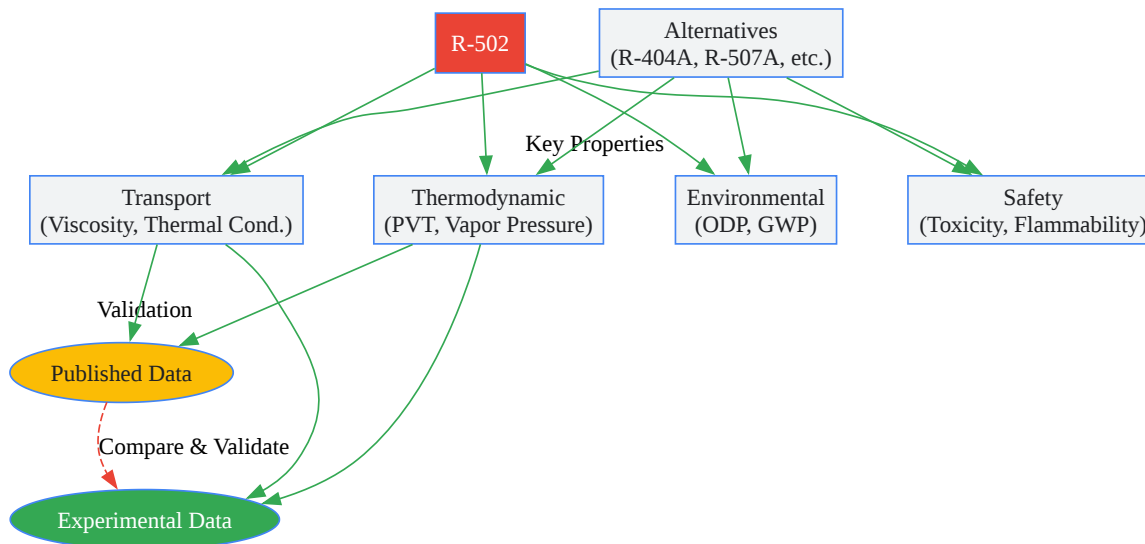 R-502
Alternatives
(R-404A, R-507A, etc.)
Key Properties
Transport
(Viscosity, Thermal Cond.)
Thermodynamic
(PVT, Vapor Pressure)
Environmental
(ODP, GWP)
Safety
(Toxicity, Flammability)
Validation
Published Data
Compare & Validate
Experimental Data